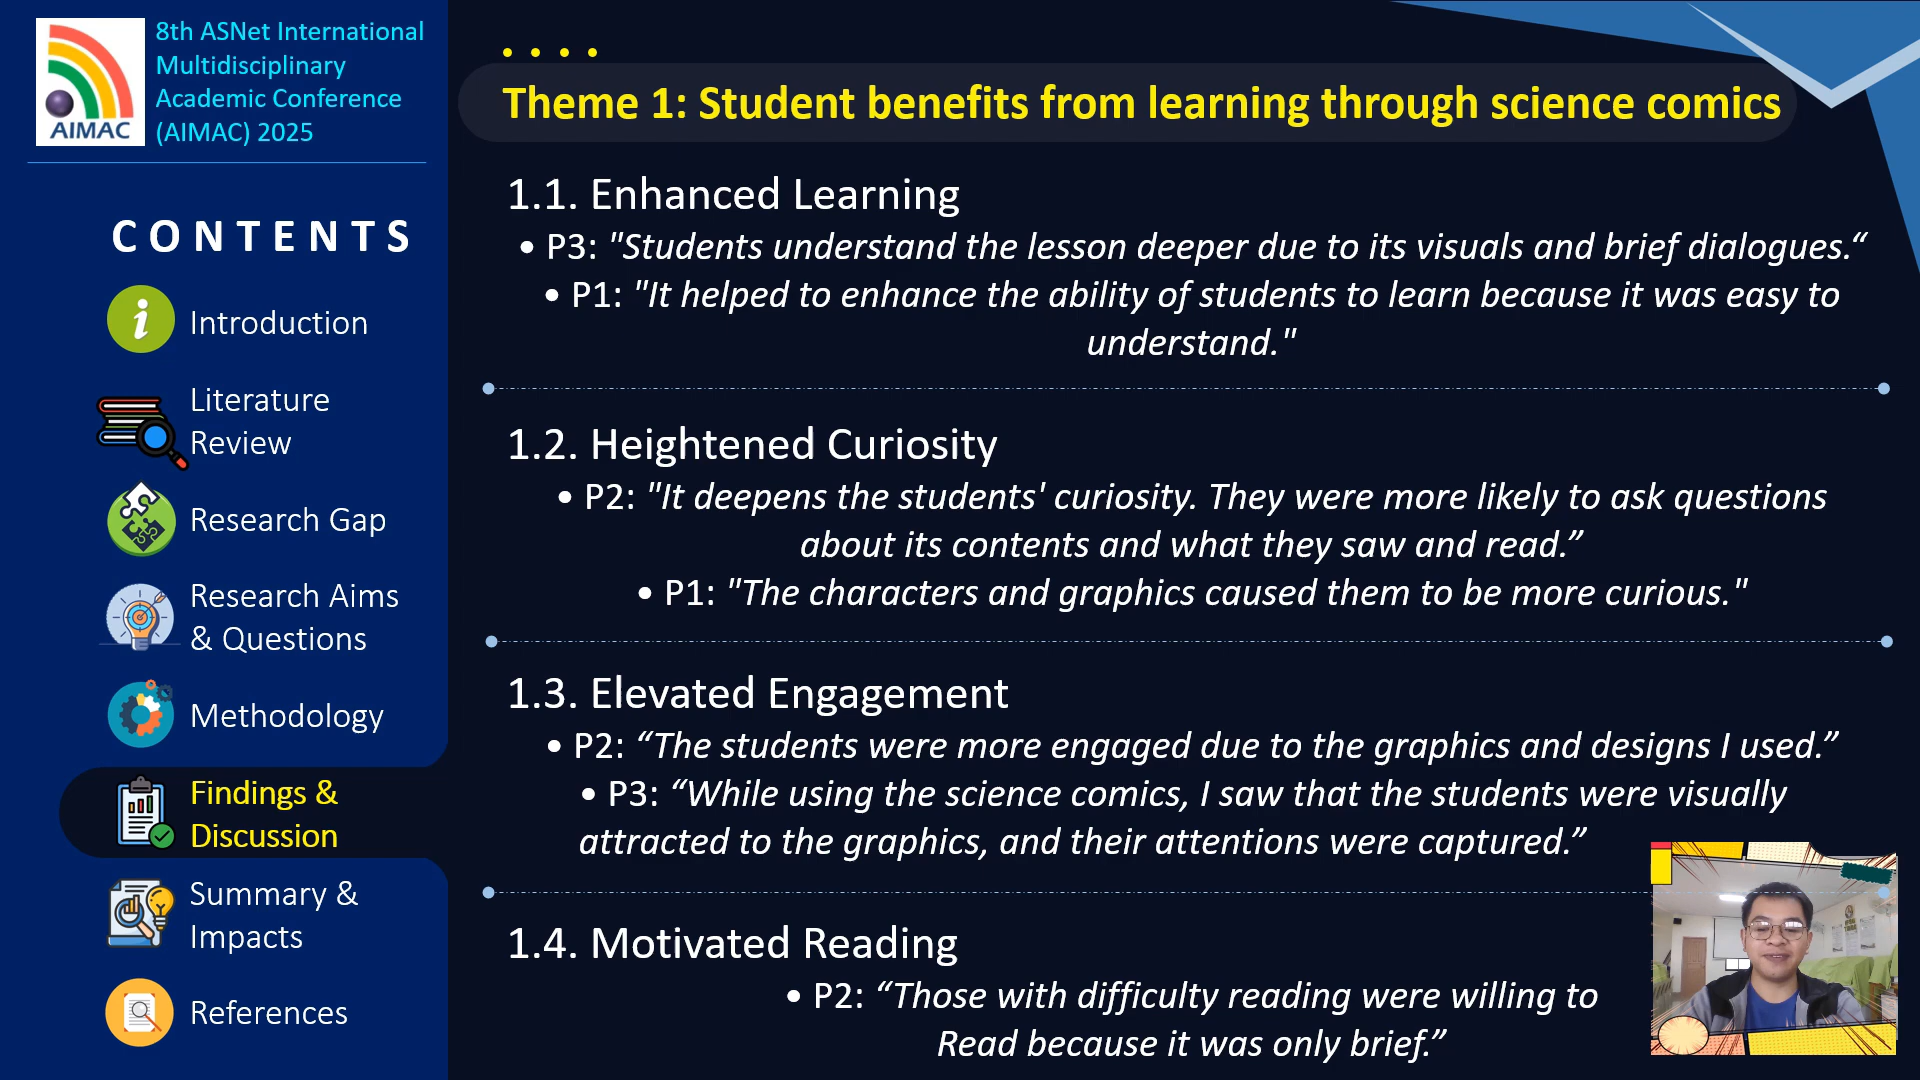 AIMAC
8th ASNet International
Multidisciplinary
Academic Conference
(AIMAC) 2025
CONTENTS
Introduction
Literature
Review
Research Gap
Research Aims
& Questions
Methodology
Findings &
Discussion
Summary &
Impacts
References
Theme 1: Student benefits from learning through science comics
1.1. Enhanced Learning
• P3: "Students understand the lesson deeper due to its visuals and brief dialogues.“
• P1: "It helped to enhance the ability of students to learn because it was easy to
understand."
1.2. Heightened Curiosity
• P2: "It deepens the students' curiosity. They were more likely to ask questions
about its contents and what they saw and read.”
• P1: "The characters and graphics caused them to be more curious."
1.3. Elevated Engagement
• P2: “The students were more engaged due to the graphics and designs I used.”
• P3: “While using the science comics, I saw that the students were visually
attracted to the graphics, and their attentions were captured.”
1.4. Motivated Reading
• P2: “Those with difficulty reading were willing to
Read because it was only brief.”